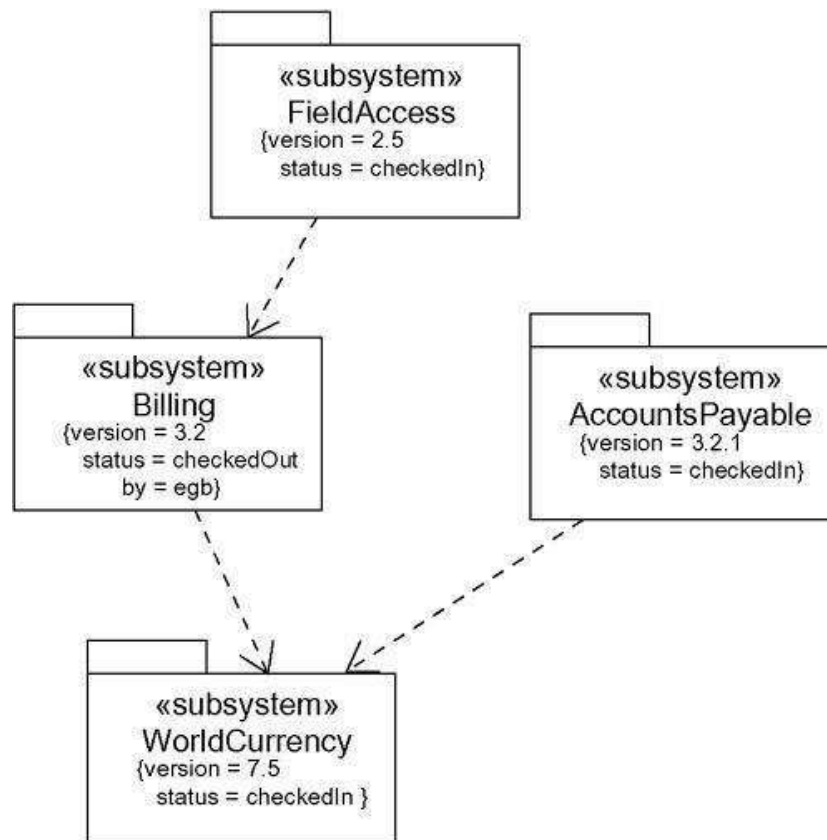 «subsystem»
FieldAccess
{version = 2.5
status = checkedIn}
«subsystem»
Billing
{version = 3.2
status = checkedOut
by = egb}
«subsystem»
AccountsPayable
{version = 3.2.1
status = checkedIn}
«subsystem»
WorldCurrency
{version = 7.5
status = checkedIn }